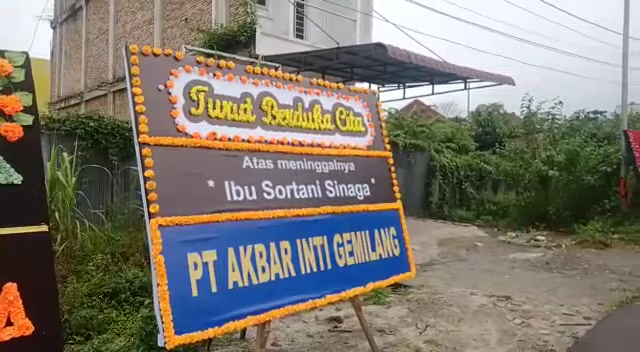 Turut Berduka Cita
Atas meninggalnya
* Ibu Sortani Sinaga *
PT AKBAR INTI GEMILANG